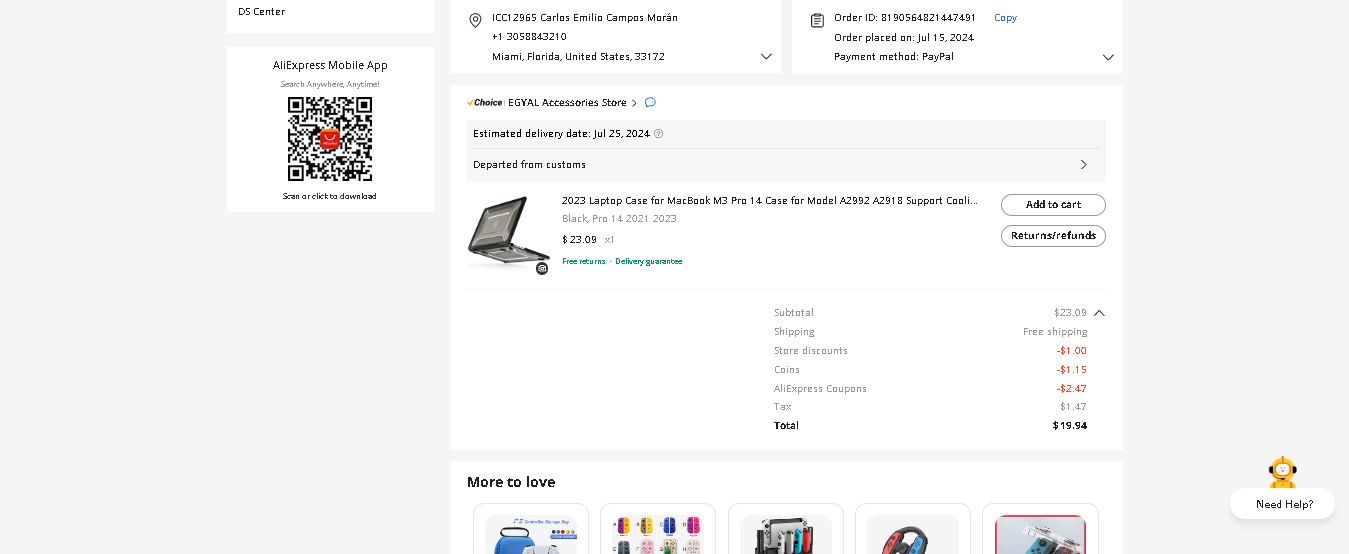 DS Center
AliExpress Mobile App
Search Anywhere, Anytime!
Scan or click to download
ICC12965 Carlos Emilio Campos Morán
+1 3058843210
Miami, Florida, United States, 33172
Order ID: 8190564821447491 Copy
Order placed on: Jul 15, 2024
Payment method: PayPal
Choice EGYAL Accessories Store
Estimated delivery date: Jul 25, 2024
Departed from customs
2023 Laptop Case for MacBook M3 Pro 14 Case for Model A2992 A2918 Support Cooli...
Black, Pro 14 2021 2023
$ 23.09 x1
Free returns · Delivery guarantee
Add to cart
Returns/refunds
Subtotal $23.09
Shipping Free shipping
Store discounts -$1.00
Coins -$1.15
AliExpress Coupons -$2.47
Tax $1.47
Total $19.94
More to love
Controller Storage Bag
A B C D
E F G H
Need Help?